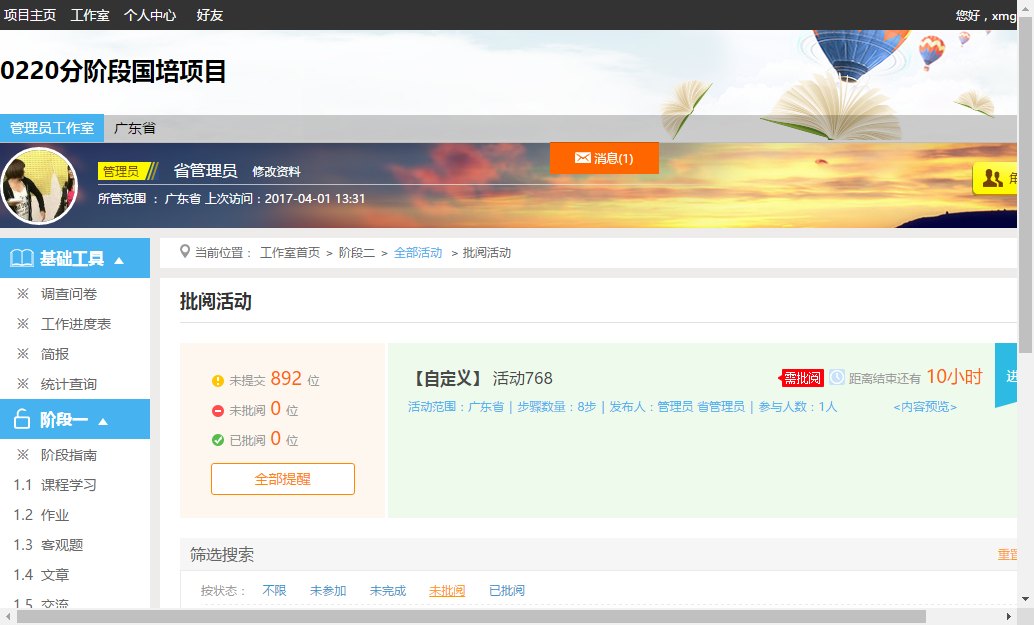 项目主页 工作室 个人中心 好友 您好，xmg
0220分阶段国培项目
管理员工作室 广东省
消息(1)
管理员 省管理员 修改资料
所管范围 ： 广东省 上次访问：2017-04-01 13:31
基础工具
※ 调查问卷
※ 工作进度表
※ 简报
※ 统计查询
阶段一
※ 阶段指南
1.1 课程学习
1.2 作业
1.3 客观题
1.4 文章
1.5 交流
当前位置： 工作室首页 > 阶段二 > 全部活动 > 批阅活动
批阅活动
未提交 892 位
未批阅 0 位
已批阅 0 位
全部提醒
【自定义】 活动768 需批阅 距离结束还有 10小时 进
活动范围：广东省 | 步骤数量：8步 | 发布人：管理员 省管理员 | 参与人数：1人 <内容预览>
筛选搜索 重
按状态： 不限 未参加 未完成 未批阅 已批阅